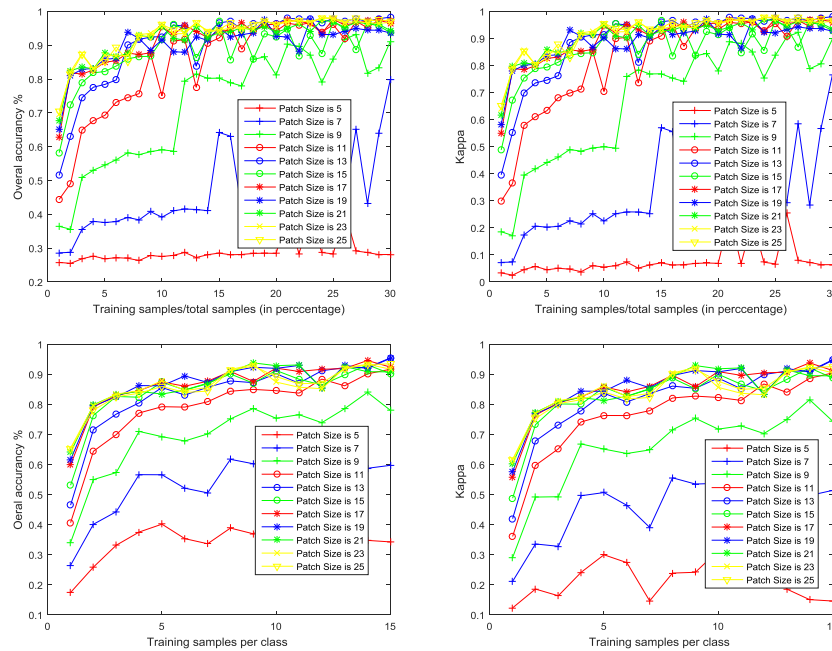 1
0.9
0.8
0.7
0.6
0.5
0.4
0.3
0.2
0
5
10
15
20
25
30
Overal accurancy %
Training samples/total samples (in perccentage)
Patch Size is 5
Patch Size is 7
Patch Size is 9
Patch Size is 11
Patch Size is 13
Patch Size is 15
Patch Size is 17
Patch Size is 19
Patch Size is 21
Patch Size is 23
Patch Size is 25
1
0.9
0.8
0.7
0.6
0.5
0.4
0.3
0.2
0.1
0
0
5
10
15
20
25
30
Kappa
Training samples/total samples (in perccentage)
Patch Size is 5
Patch Size is 7
Patch Size is 9
Patch Size is 11
Patch Size is 13
Patch Size is 15
Patch Size is 17
Patch Size is 19
Patch Size is 21
Patch Size is 23
Patch Size is 25
1
0.9
0.8
0.7
0.6
0.5
0.4
0.3
0.2
0.1
0
5
10
15
Oeral accurancy %
Training samples per class
Patch Size is 5
Patch Size is 7
Patch Size is 9
Patch Size is 11
Patch Size is 13
Patch Size is 15
Patch Size is 17
Patch Size is 19
Patch Size is 21
Patch Size is 23
Patch Size is 25
1
0.9
0.8
0.7
0.6
0.5
0.4
0.3
0.2
0.1
0
5
10
Kappa
Training samples per class
Patch Size is 5
Patch Size is 7
Patch Size is 9
Patch Size is 11
Patch Size is 13
Patch Size is 15
Patch Size is 17
Patch Size is 19
Patch Size is 21
Patch Size is 23
Patch Size is 25